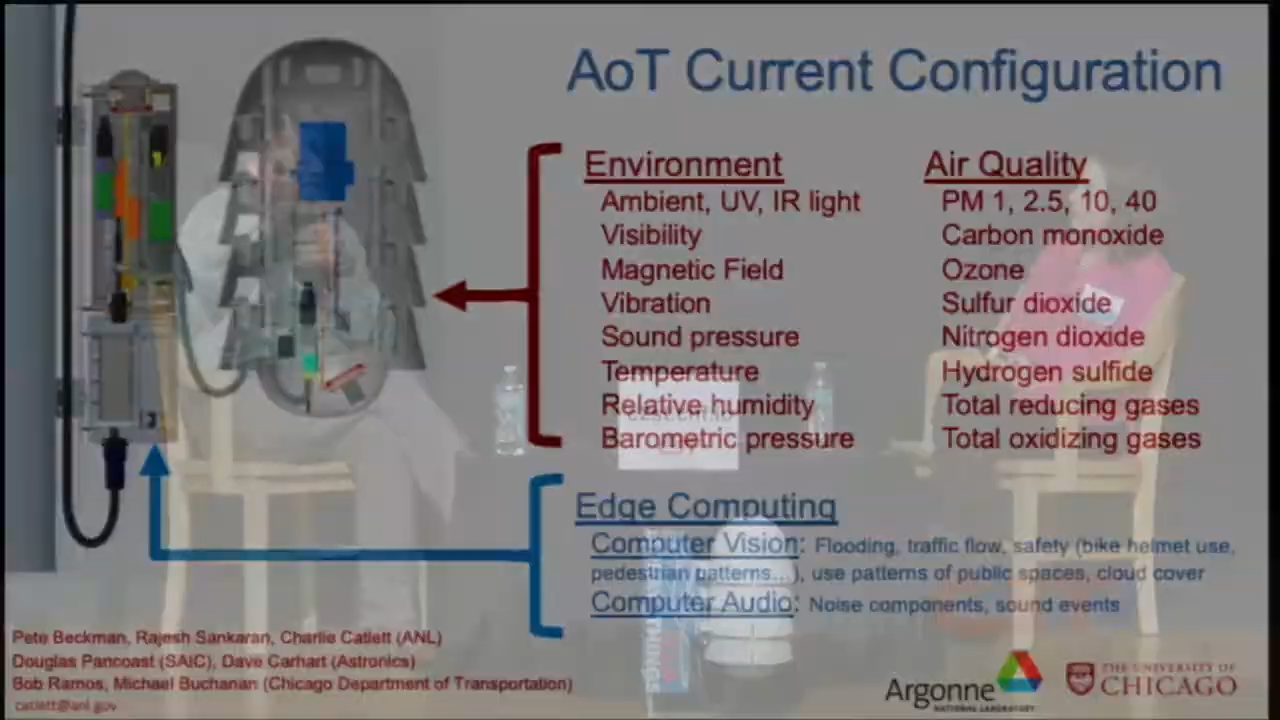 AoT Current Configuration
Environment
Ambient, UV, IR light
Visibility
Magnetic Field
Vibration
Sound pressure
Temperature
Relative humidity
Barometric pressure
Air Quality
PM 1, 2.5, 10, 40
Carbon monoxide
Ozone
Sulfur dioxide
Nitrogen dioxide
Hydrogen sulfide
Total reducing gases
Total oxidizing gases
Edge Computing
Computer Vision: Flooding, traffic flow, safety (bike helmet use,
pedestrian patterns...), use patterns of public spaces, cloud cover
Computer Audio: Noise components, sound events
Pete Beckman, Rajesh Sankaran, Charlie Catlett (ANL)
Douglas Pancoast (SAIC), Dave Carhart (Astronics)
Bob Ramos, Michael Buchanan (Chicago Department of Transportation)
catlett@anl.gov
Argonne
NATIONAL LABORATORY
THE UNIVERSITY OF
CHICAGO